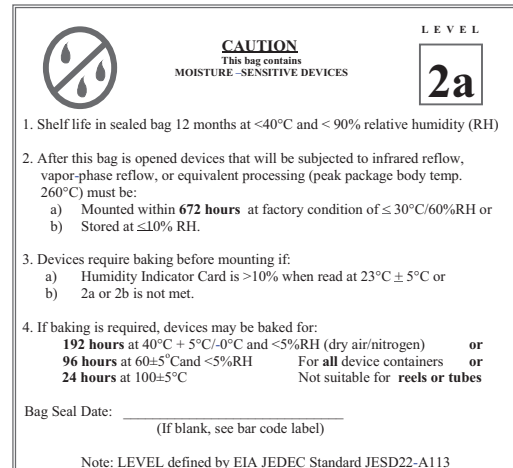 L E V E L
CAUTION
This bag contains
MOISTURE –SENSITIVE DEVICES
2a
1. Shelf life in sealed bag 12 months at <40°C and < 90% relative humidity (RH)
2. After this bag is opened devices that will be subjected to infrared reflow,
vapor-phase reflow, or equivalent processing (peak package body temp.
260°C) must be:
a) Mounted within 672 hours at factory condition of ≤ 30°C/60%RH or
b) Stored at ≤10% RH.
3. Devices require baking before mounting if:
a) Humidity Indicator Card is >10% when read at 23°C ± 5°C or
b) 2a or 2b is not met.
4. If baking is required, devices may be baked for:
192 hours at 40°C + 5°C/-0°C and <5%RH (dry air/nitrogen) or
96 hours at 60±5°Cand <5%RH For all device containers or
24 hours at 100±5°C Not suitable for reels or tubes
Bag Seal Date: ______________________________
(If blank, see bar code label)
Note: LEVEL defined by EIA JEDEC Standard JESD22-A113